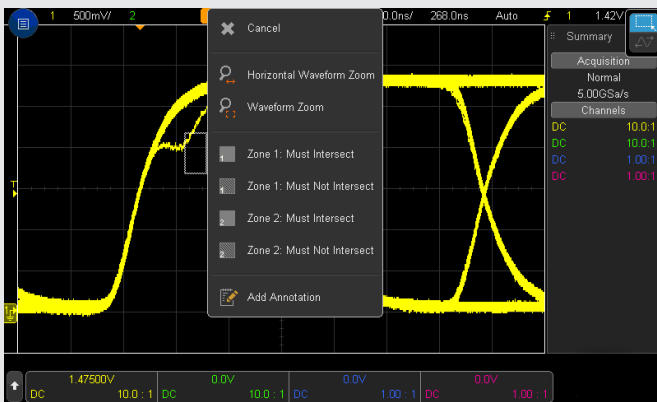 1 500mV/ 2 0.0ns/ 268.0ns Auto 1 1.42V
Summary
Acquisition
Normal
5.00GSa/s
Channels
DC 10.0:1
DC 10.0:1
DC 1.00:1
DC 1.00:1
Cancel
Horizontal Waveform Zoom
Waveform Zoom
1 Zone 1: Must Intersect
1 Zone 1: Must Not Intersect
2 Zone 2: Must Intersect
2 Zone 2: Must Not Intersect
Add Annotation
T
1.47500V 0.0V 0.0V 0.0V
DC 10.0 : 1 DC 10.0 : 1 DC 1.00 : 1 DC 1.00 : 1